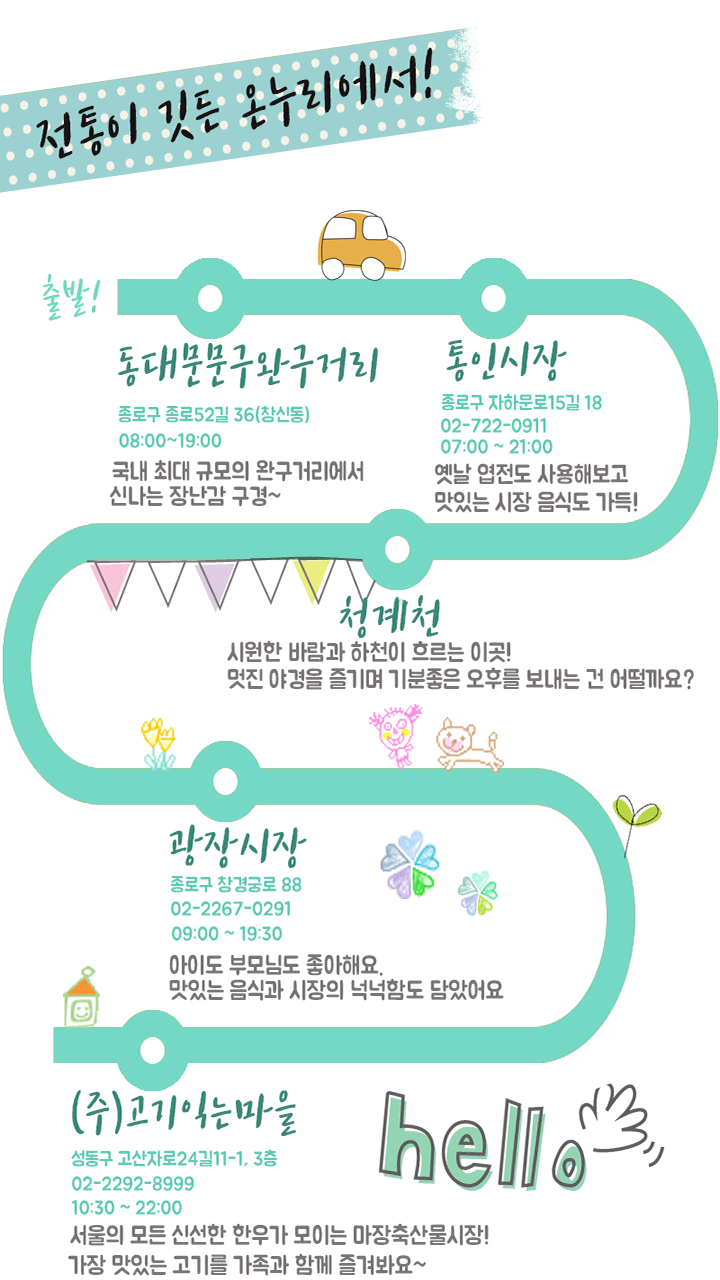 전통이 깃든 온누리에서!
출발!
동대문문구완구거리
종로구 종로52길 36(창신동)
08:00~19:00
국내 최대 규모의 완구거리에서
신나는 장난감 구경~
통인시장
종로구 자하문로15길 18
02-722-0911
07:00 ~ 21:00
옛날 엽전도 사용해보고
맛있는 시장 음식도 가득!
청계천
시원한 바람과 하천이 흐르는 이곳!
멋진 야경을 즐기며 기분좋은 오후를 보내는 건 어떨까요?
광장시장
종로구 창경궁로 88
02-2267-0291
09:00 ~ 19:30
아이도 부모님도 좋아해요.
맛있는 음식과 시장의 넉넉함도 담았어요
(주)고기익는마을
성동구 고산자로24길11-1, 3층
02-2292-8999
10:30 ~ 22:00
서울의 모든 신선한 한우가 모이는 마장축산물시장!
가장 맛있는 고기를 가족과 함께 즐겨봐요~
hello